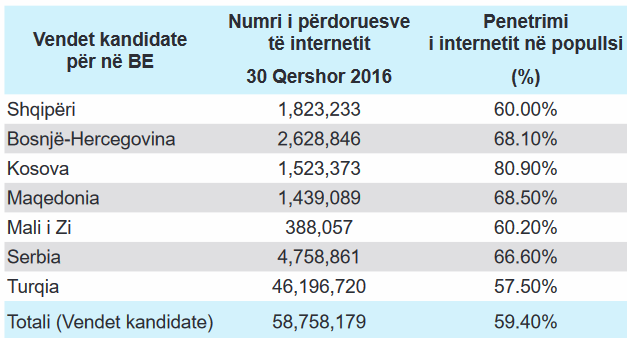 Vendet kandidate
për në BE
Numri i përdoruesve
të internetit
30 Qershor 2016
Penetrimi
i internetit në popullsi
(%)
Shqipëri 1,823,233 60.00%
Bosnjë-Hercegovina 2,628,846 68.10%
Kosova 1,523,373 80.90%
Maqedonia 1,439,089 68.50%
Mali i Zi 388,057 60.20%
Serbia 4,758,861 66.60%
Turqia 46,196,720 57.50%
Totali (Vendet kandidate) 58,758,179 59.40%